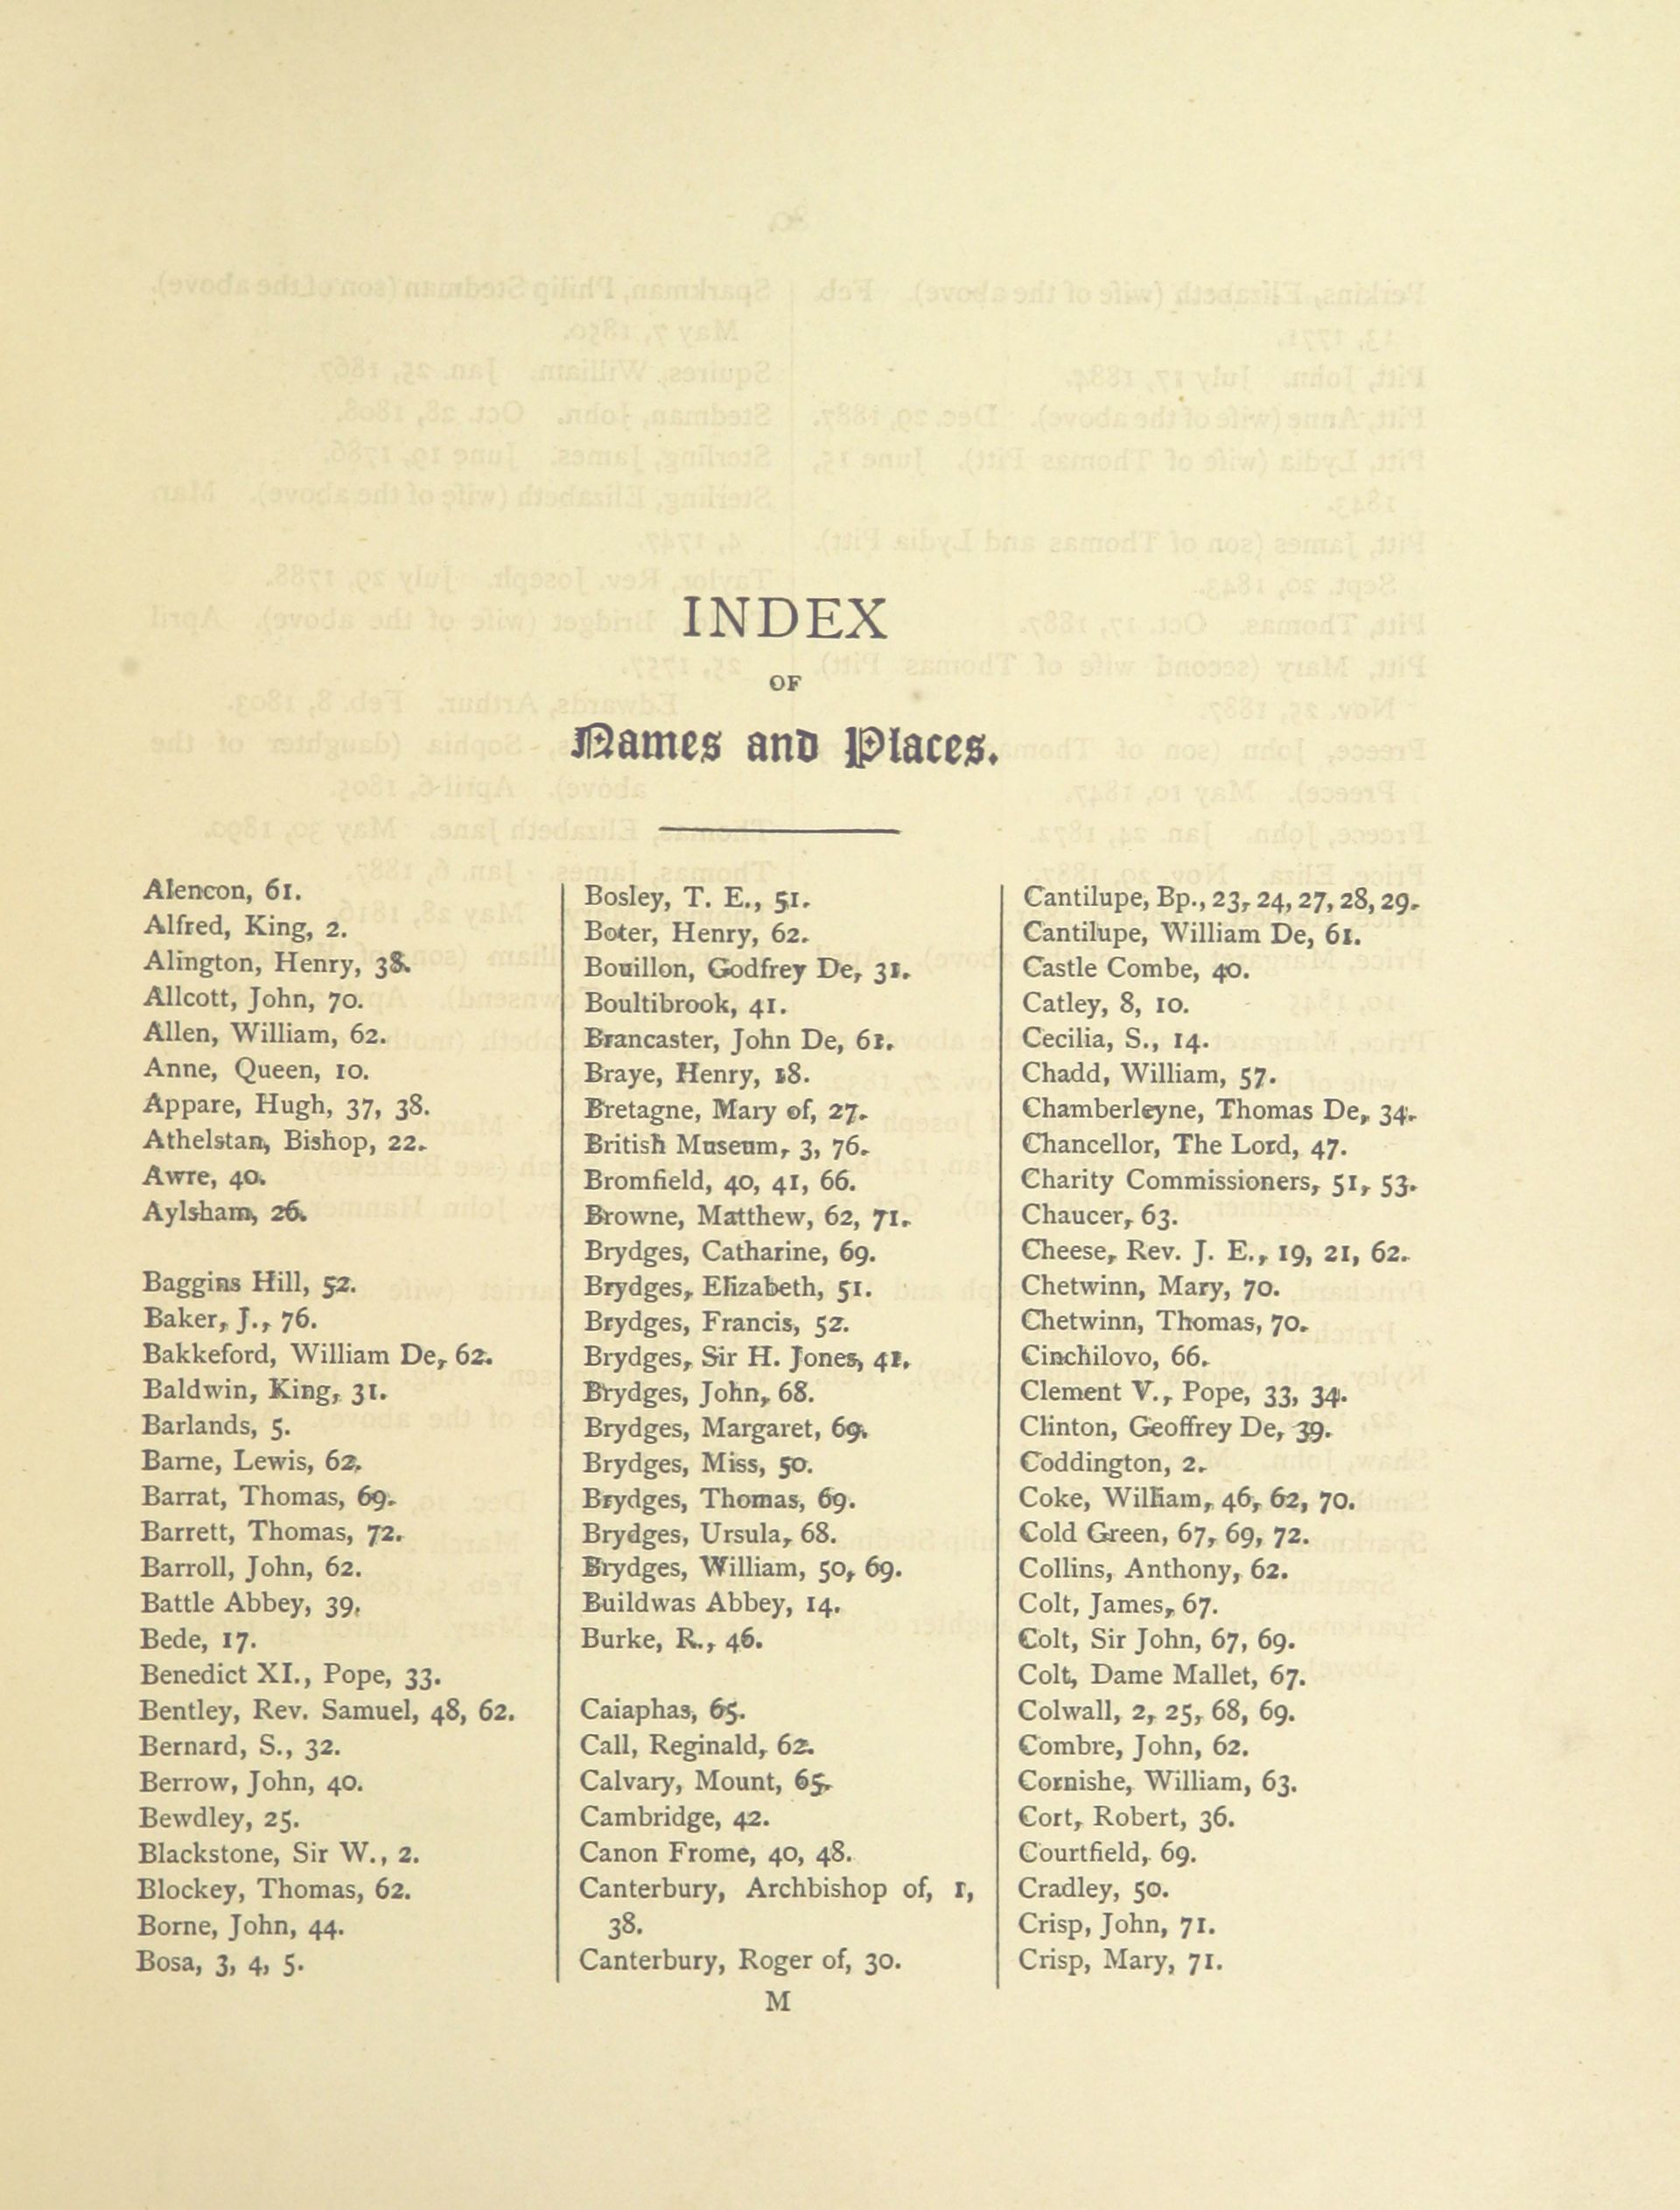 INDEX
OF
Names and Places.
Alencon, 61.
Alfred, King, 2.
Alington, Henry, 38.
Allcott, John, 70.
Allen, William, 62.
Anne, Queen, 10.
Appare, Hugh, 37, 38.
Athelstan, Bishop, 22.
Awre, 40.
Aylsham, 26.
Baggins Hill, 52.
Baker, J., 76.
Bakkeford, William De, 62.
Baldwin, King, 31.
Barlands, 5.
Barne, Lewis, 62.
Barrat, Thomas, 69.
Barrett, Thomas, 72.
Barroll, John, 62.
Battle Abbey, 39.
Bede, 17.
Benedict XI., Pope, 33.
Bentley, Rev. Samuel, 48, 62.
Bernard, S., 32.
Berrow, John, 40.
Bewdley, 25.
Blackstone, Sir W., 2.
Blockey, Thomas, 62.
Borne, John, 44.
Bosa, 3, 4, 5.
Bosley, T. E., 51.
Boter, Henry, 62.
Bouillon, Godfrey De, 31.
Boultibrook, 41.
Brancaster, John De, 61.
Braye, Henry, 18.
Bretagne, Mary of, 27.
British Museum, 3, 76.
Bromfield, 40, 41, 66.
Browne, Matthew, 62, 71.
Brydges, Catharine, 69.
Brydges, Elizabeth, 51.
Brydges, Francis, 52.
Brydges, Sir H. Jones, 41.
Brydges, John, 68.
Brydges, Margaret, 69.
Brydges, Miss, 50.
Brydges, Thomas, 69.
Brydges, Ursula, 68.
Brydges, William, 50, 69.
Buildwas Abbey, 14.
Burke, R., 46.
Caiaphas, 65.
Call, Reginald, 62.
Calvary, Mount, 65.
Cambridge, 42.
Canon Frome, 40, 48.
Canterbury, Archbishop of, 1,
38.
Canterbury, Roger of, 30.
Cantilupe, Bp., 23, 24, 27, 28, 29.
Cantilupe, William De, 61.
Castle Combe, 40.
Catley, 8, 10.
Cecilia, S., 14.
Chadd, William, 57.
Chamberleyne, Thomas De, 34.
Chancellor, The Lord, 47.
Charity Commissioners, 51, 53.
Chaucer, 63.
Cheese, Rev. J. E., 19, 21, 62.
Chetwinn, Mary, 70.
Chetwinn, Thomas, 70.
Cinchilovo, 66.
Clement V., Pope, 33, 34.
Clinton, Geoffrey De, 39.
Coddington, 2.
Coke, William, 46, 62, 70.
Cold Green, 67, 69, 72.
Collins, Anthony, 62.
Colt, James, 67.
Colt, Sir John, 67, 69.
Colt, Dame Mallet, 67.
Colwall, 2, 25, 68, 69.
Combre, John, 62.
Cornishe, William, 63.
Cort, Robert, 36.
Courtfield, 69.
Cradley, 50.
Crisp, John, 71.
Crisp, Mary, 71.
M